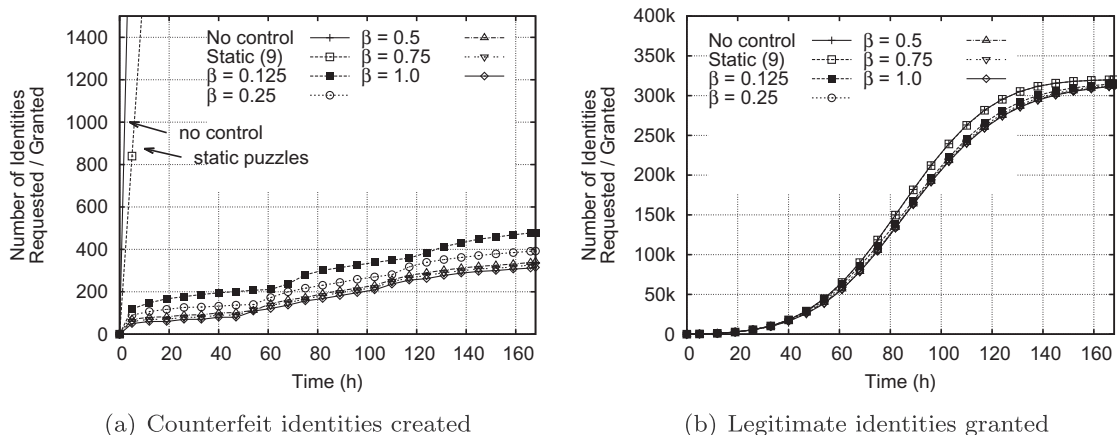 Number of Identities
Requested / Granted
1400
1200
1000
800
600
400
200
0
0 20 40 60 80 100 120 140 160
Time (h)
No control
Static (9)
β = 0.125
β = 0.25
β = 0.5
β = 0.75
β = 1.0
no control
static puzzles
(a) Counterfeit identities created
Number of Identities
Requested / Granted
400k
350k
300k
250k
200k
150k
100k
50k
0
0 20 40 60 80 100 120 140 160
Time (h)
No control
Static (9)
β = 0.125
β = 0.25
β = 0.5
β = 0.75
β = 1.0
(b) Legitimate identities granted